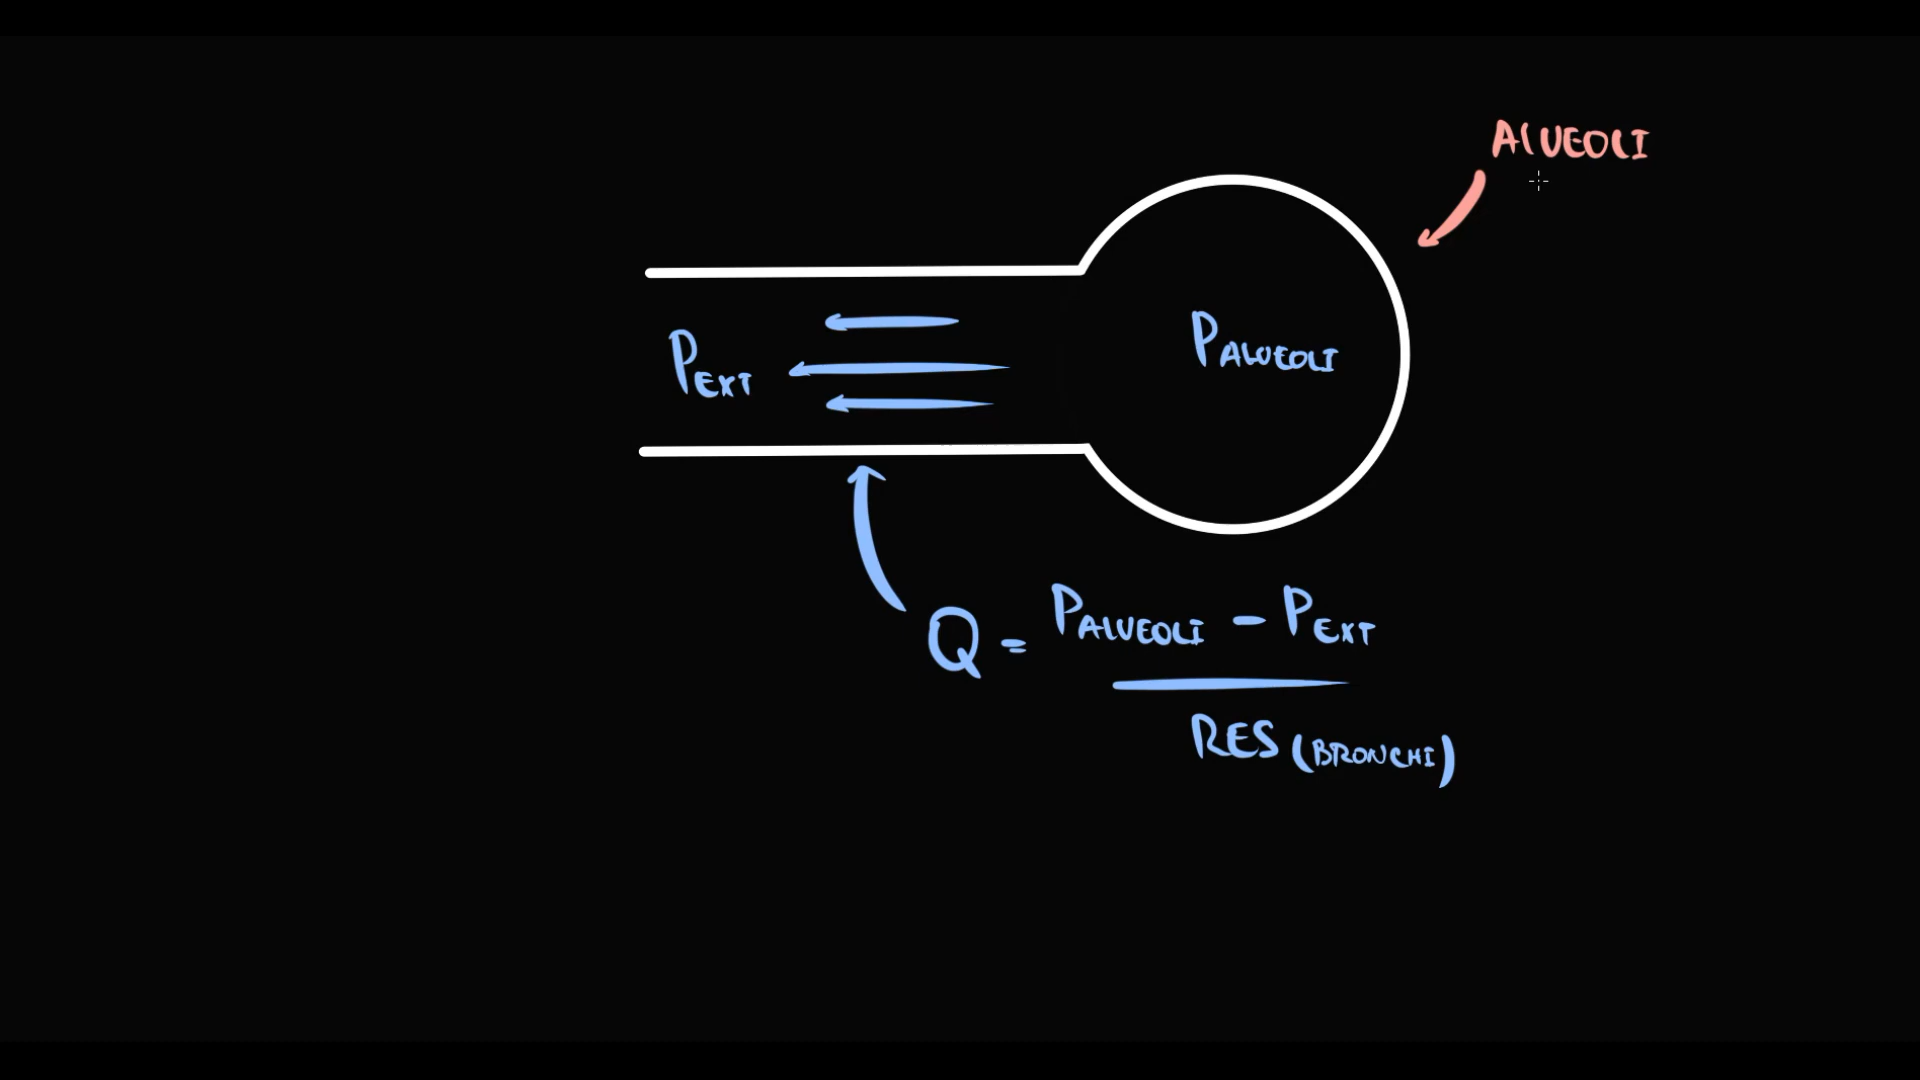 ALVEOLI
PALVEOLI
PEXT
Q = PALVEOLI - PEXT
RES (BRONCHI)